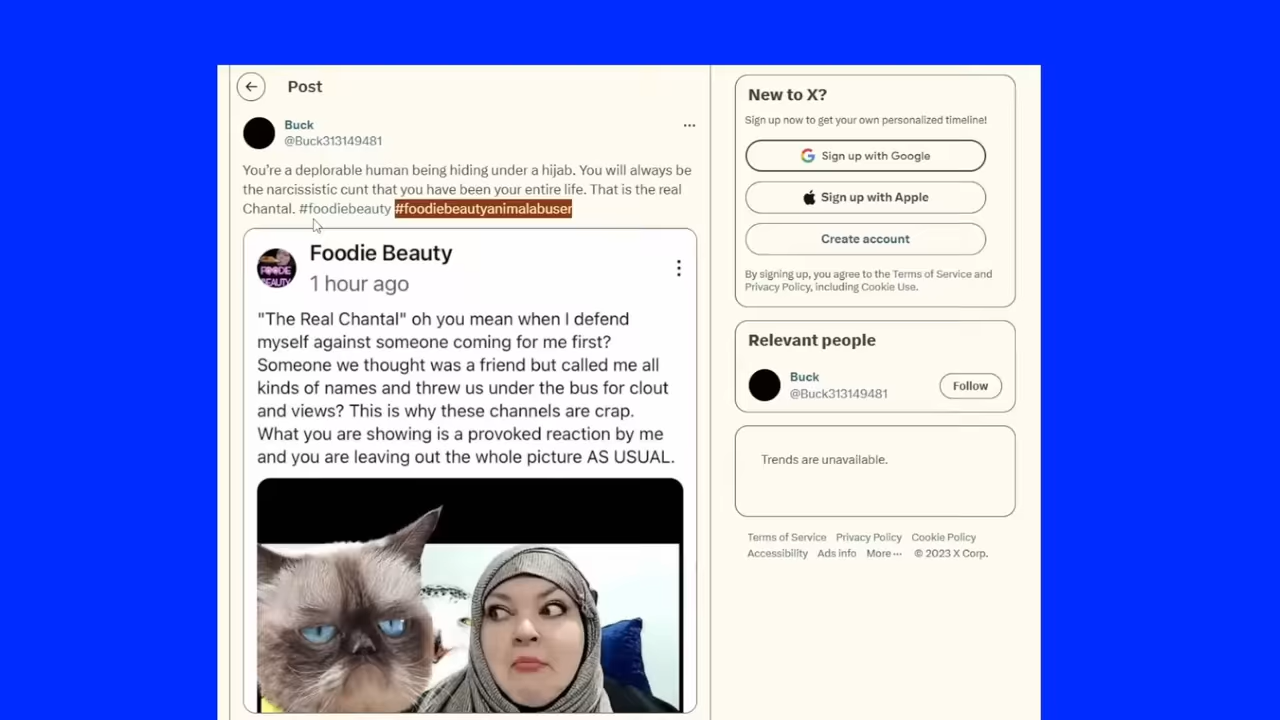 Post
Buck
@Buck313149481
You're a deplorable human being hiding under a hijab. You will always be
the narcissistic cunt that you have been your entire life. That is the real
Chantal. #foodiebeauty #foodiebeautyanimalabuser
FOODIE
BEAUTY
Foodie Beauty
1 hour ago
"The Real Chantal" oh you mean when I defend
myself against someone coming for me first?
Someone we thought was a friend but called me all
kinds of names and threw us under the bus for clout
and views? This is why these channels are crap.
What you are showing is a provoked reaction by me
and you are leaving out the whole picture AS USUAL.
New to X?
Sign up now to get your own personalized timeline!
Sign up with Google
Sign up with Apple
Create account
By signing up, you agree to the Terms of Service and
Privacy Policy, including Cookie Use.
Relevant people
Buck
@Buck313149481
Follow
Trends are unavailable.
Terms of Service Privacy Policy Cookie Policy
Accessibility Ads info More ··· © 2023 X Corp.